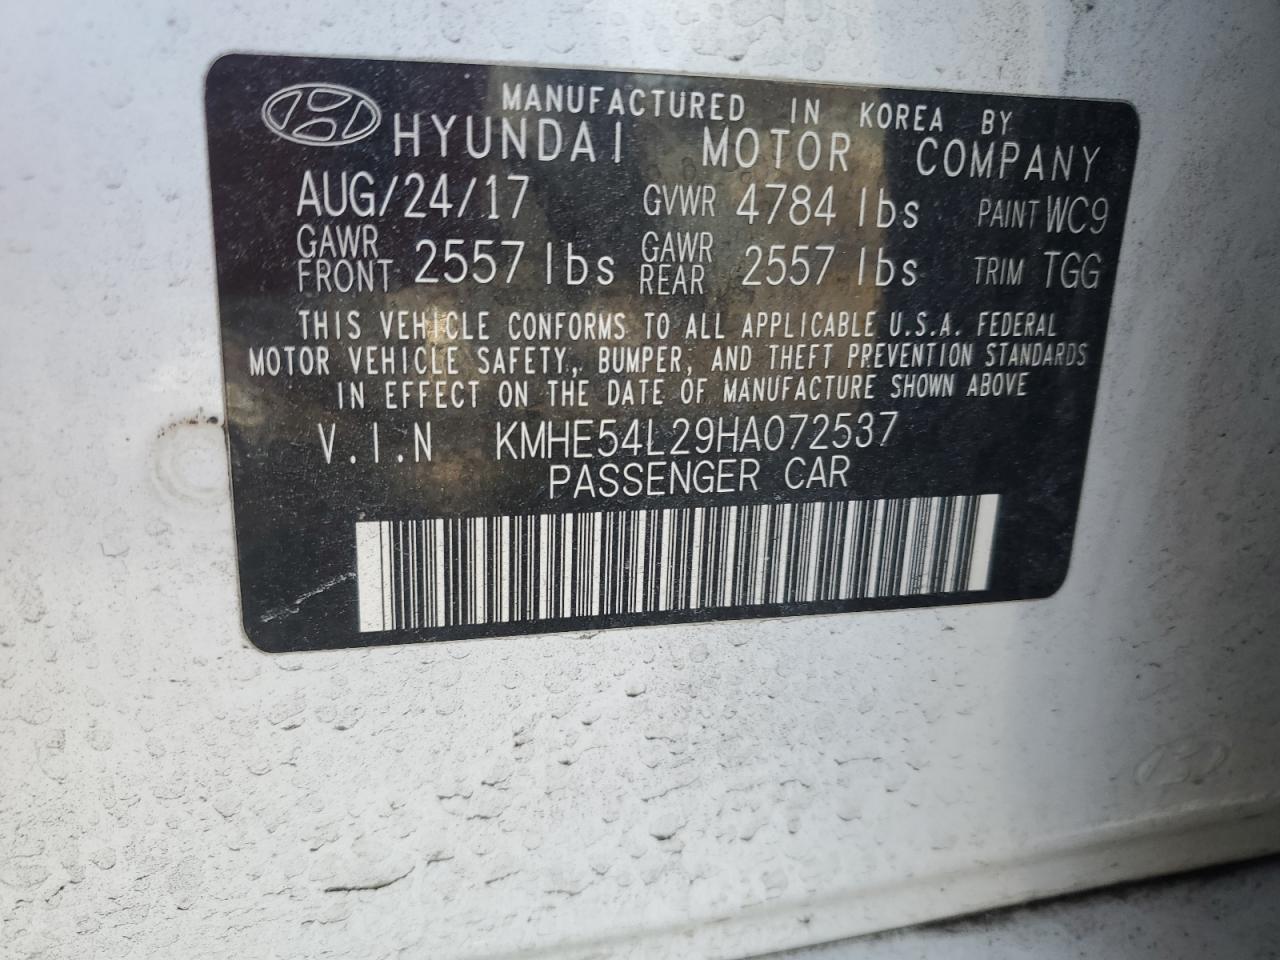 MANUFACTURED IN KOREA BY
HYUNDAI MOTOR COMPANY
AUG/24/17 GVWR 4784 lbs PAINT WC9
GAWR FRONT 2557 lbs GAWR REAR 2557 lbs TRIM TGG
THIS VEHICLE CONFORMS TO ALL APPLICABLE U.S.A. FEDERAL
MOTOR VEHICLE SAFETY, BUMPER, AND THEFT PREVENTION STANDARDS
IN EFFECT ON THE DATE OF MANUFACTURE SHOWN ABOVE
V.I.N KMHE54L29HA072537
PASSENGER CAR